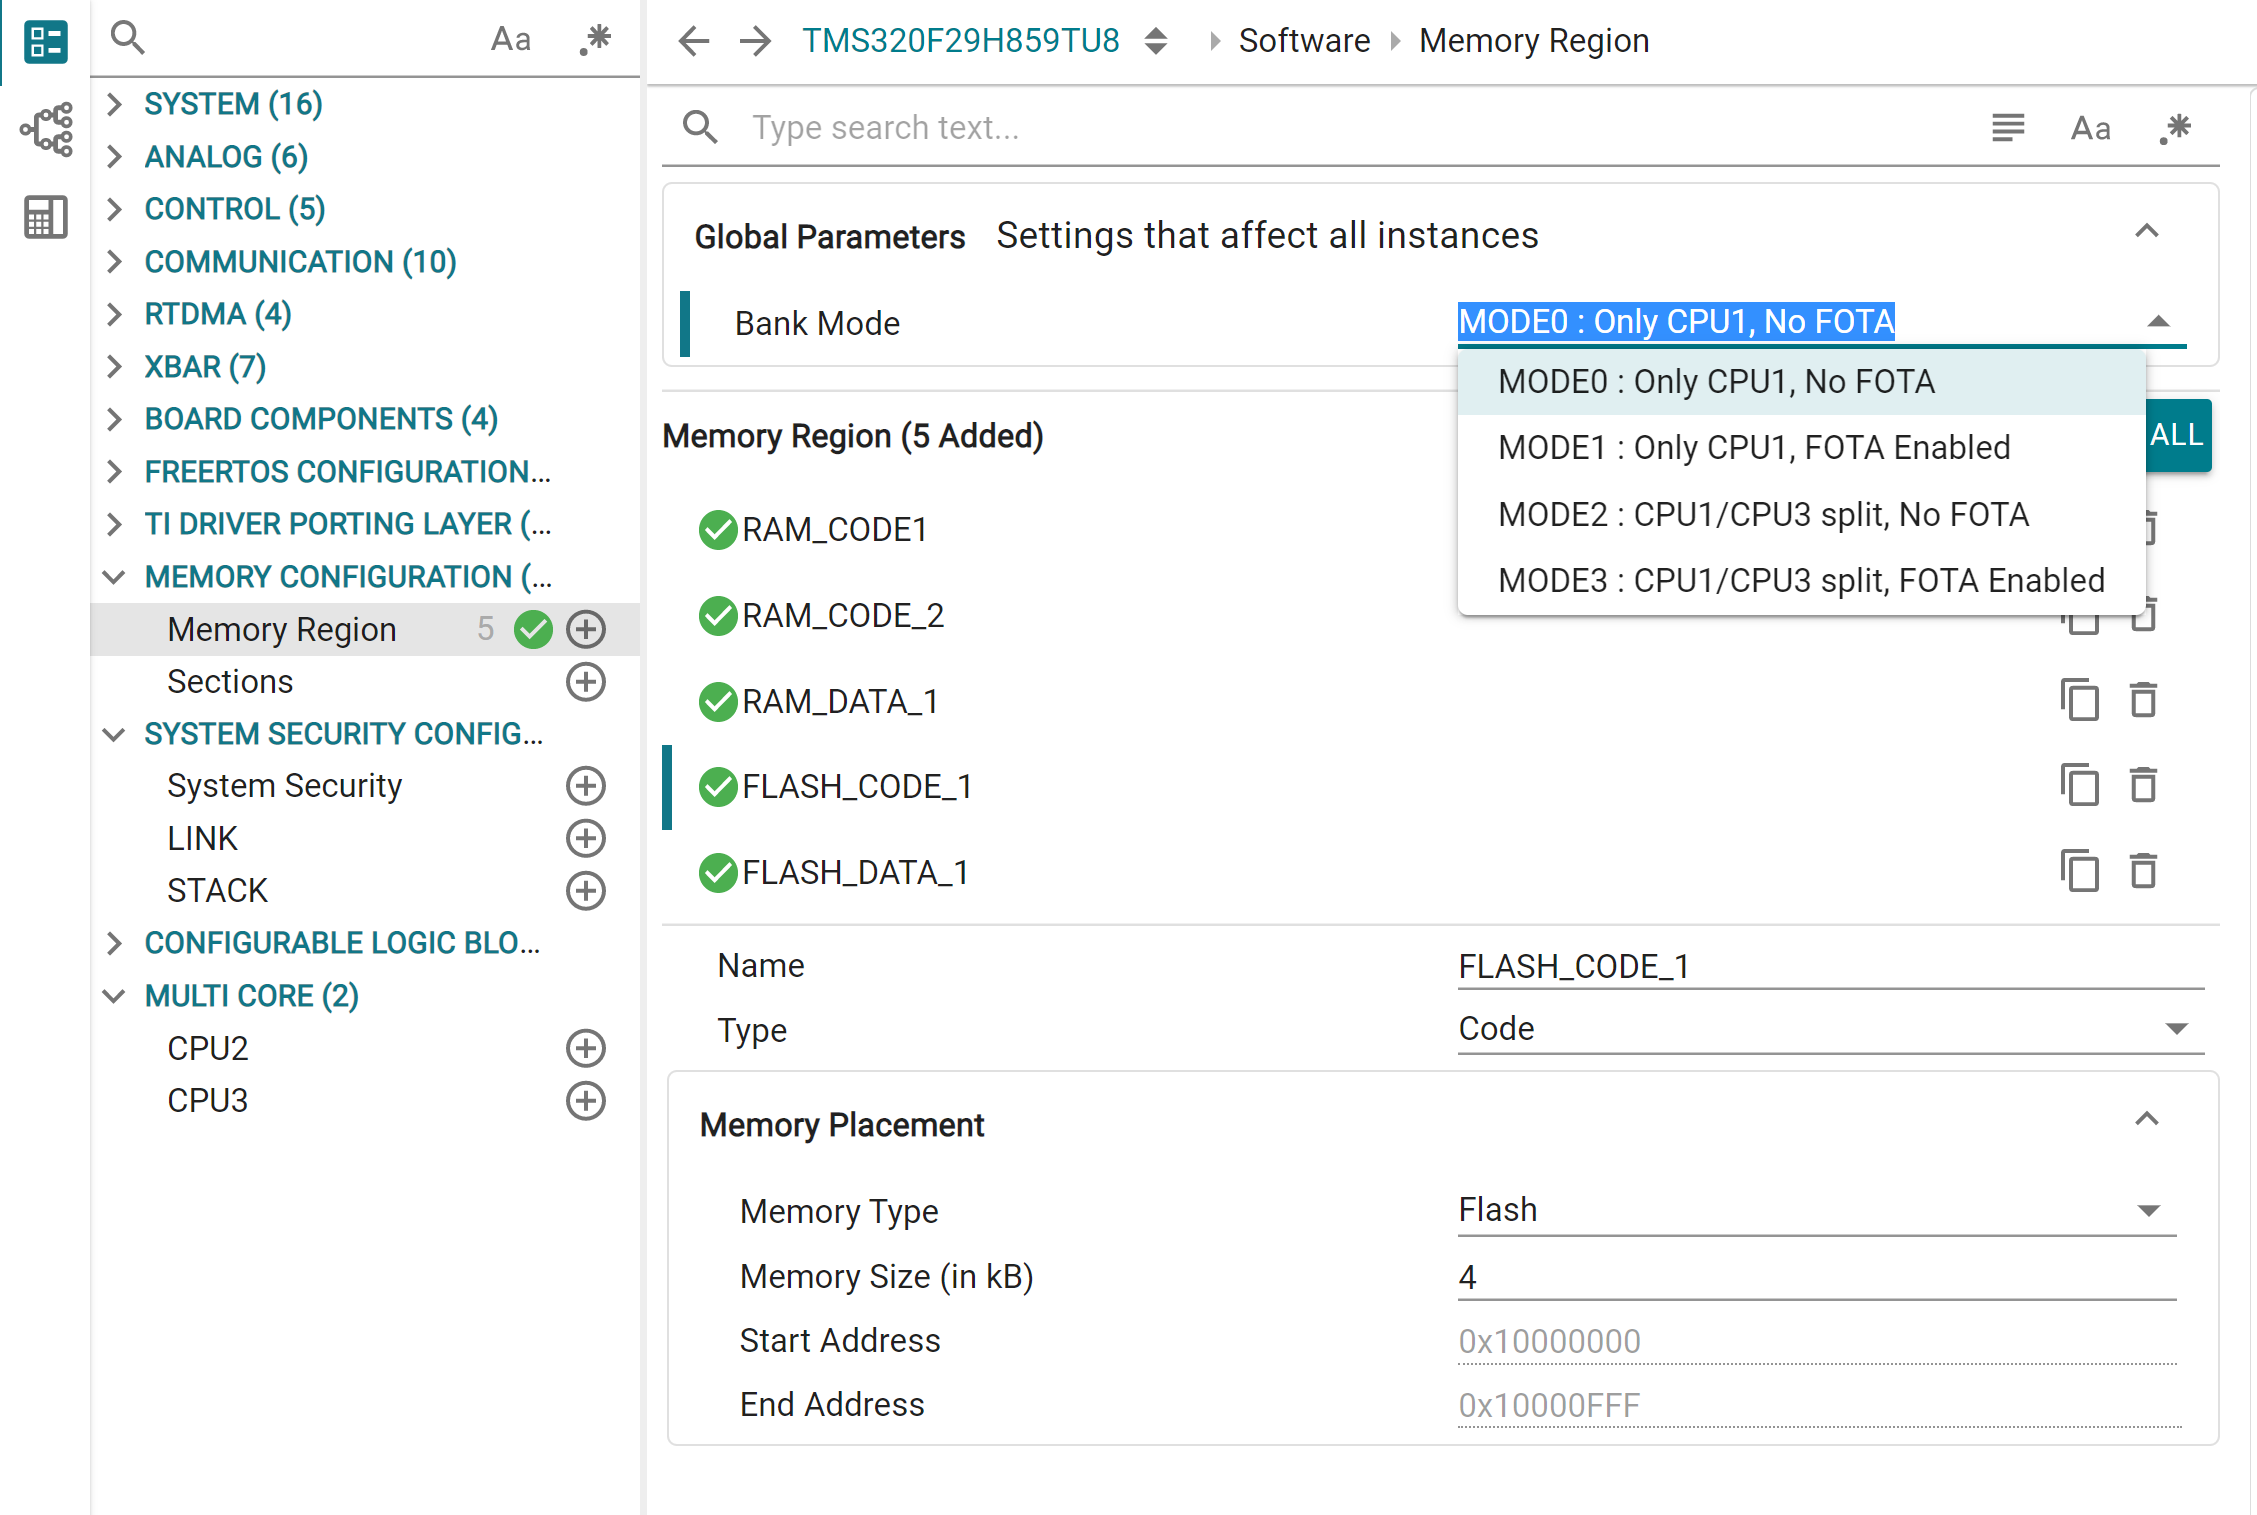 Aa .*
SYSTEM (16)
ANALOG (6)
CONTROL (5)
COMMUNICATION (10)
RTDMA (4)
XBAR (7)
BOARD COMPONENTS (4)
FREERTOS CONFIGURATION...
TI DRIVER PORTING LAYER (...
MEMORY CONFIGURATION (...
Memory Region 5
Sections
SYSTEM SECURITY CONFIG...
System Security
LINK
STACK
CONFIGURABLE LOGIC BLO...
MULTI CORE (2)
CPU2
CPU3
TMS320F29H859TU8 Software Memory Region
Type search text... Aa .*
Global Parameters Settings that affect all instances
Bank Mode MODE0 : Only CPU1, No FOTA
MODE0 : Only CPU1, No FOTA
MODE1 : Only CPU1, FOTA Enabled
MODE2 : CPU1/CPU3 split, No FOTA
MODE3 : CPU1/CPU3 split, FOTA Enabled
Memory Region (5 Added) ALL
RAM_CODE1
RAM_CODE_2
RAM_DATA_1
FLASH_CODE_1
FLASH_DATA_1
Name FLASH_CODE_1
Type Code
Memory Placement
Memory Type Flash
Memory Size (in kB) 4
Start Address 0x10000000
End Address 0x10000FFF